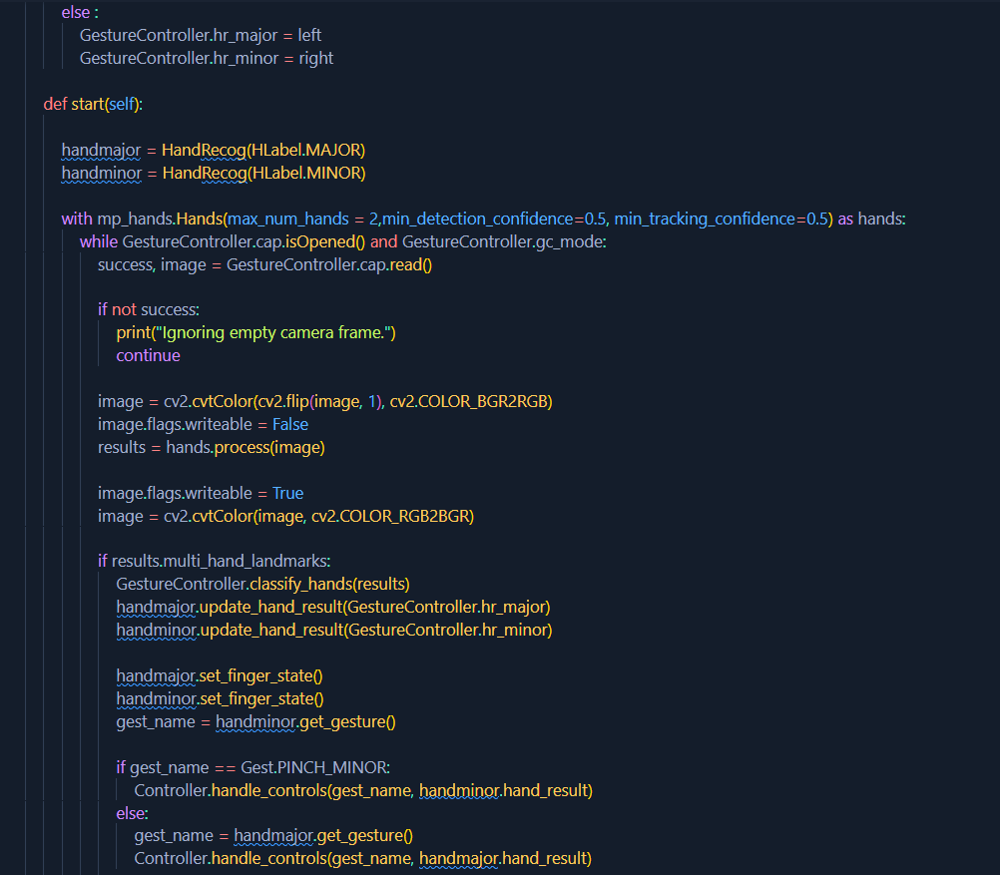 else :
GestureController.hr_major = left
GestureController.hr_minor = right
def start(self):
handmajor = HandRecog(HLabel.MAJOR)
handminor = HandRecog(HLabel.MINOR)
with mp_hands.Hands(max_num_hands = 2,min_detection_confidence=0.5, min_tracking_confidence=0.5) as hands:
while GestureController.cap.isOpened() and GestureController.gc_mode:
success, image = GestureController.cap.read()
if not success:
print("Ignoring empty camera frame.")
continue
image = cv2.cvtColor(cv2.flip(image, 1), cv2.COLOR_BGR2RGB)
image.flags.writeable = False
results = hands.process(image)
image.flags.writeable = True
image = cv2.cvtColor(image, cv2.COLOR_RGB2BGR)
if results.multi_hand_landmarks:
GestureController.classify_hands(results)
handmajor.update_hand_result(GestureController.hr_major)
handminor.update_hand_result(GestureController.hr_minor)
handmajor.set_finger_state()
handminor.set_finger_state()
gest_name = handminor.get_gesture()
if gest_name == Gest.PINCH_MINOR:
Controller.handle_controls(gest_name, handminor.hand_result)
else:
gest_name = handmajor.get_gesture()
Controller.handle_controls(gest_name, handmajor.hand_result)